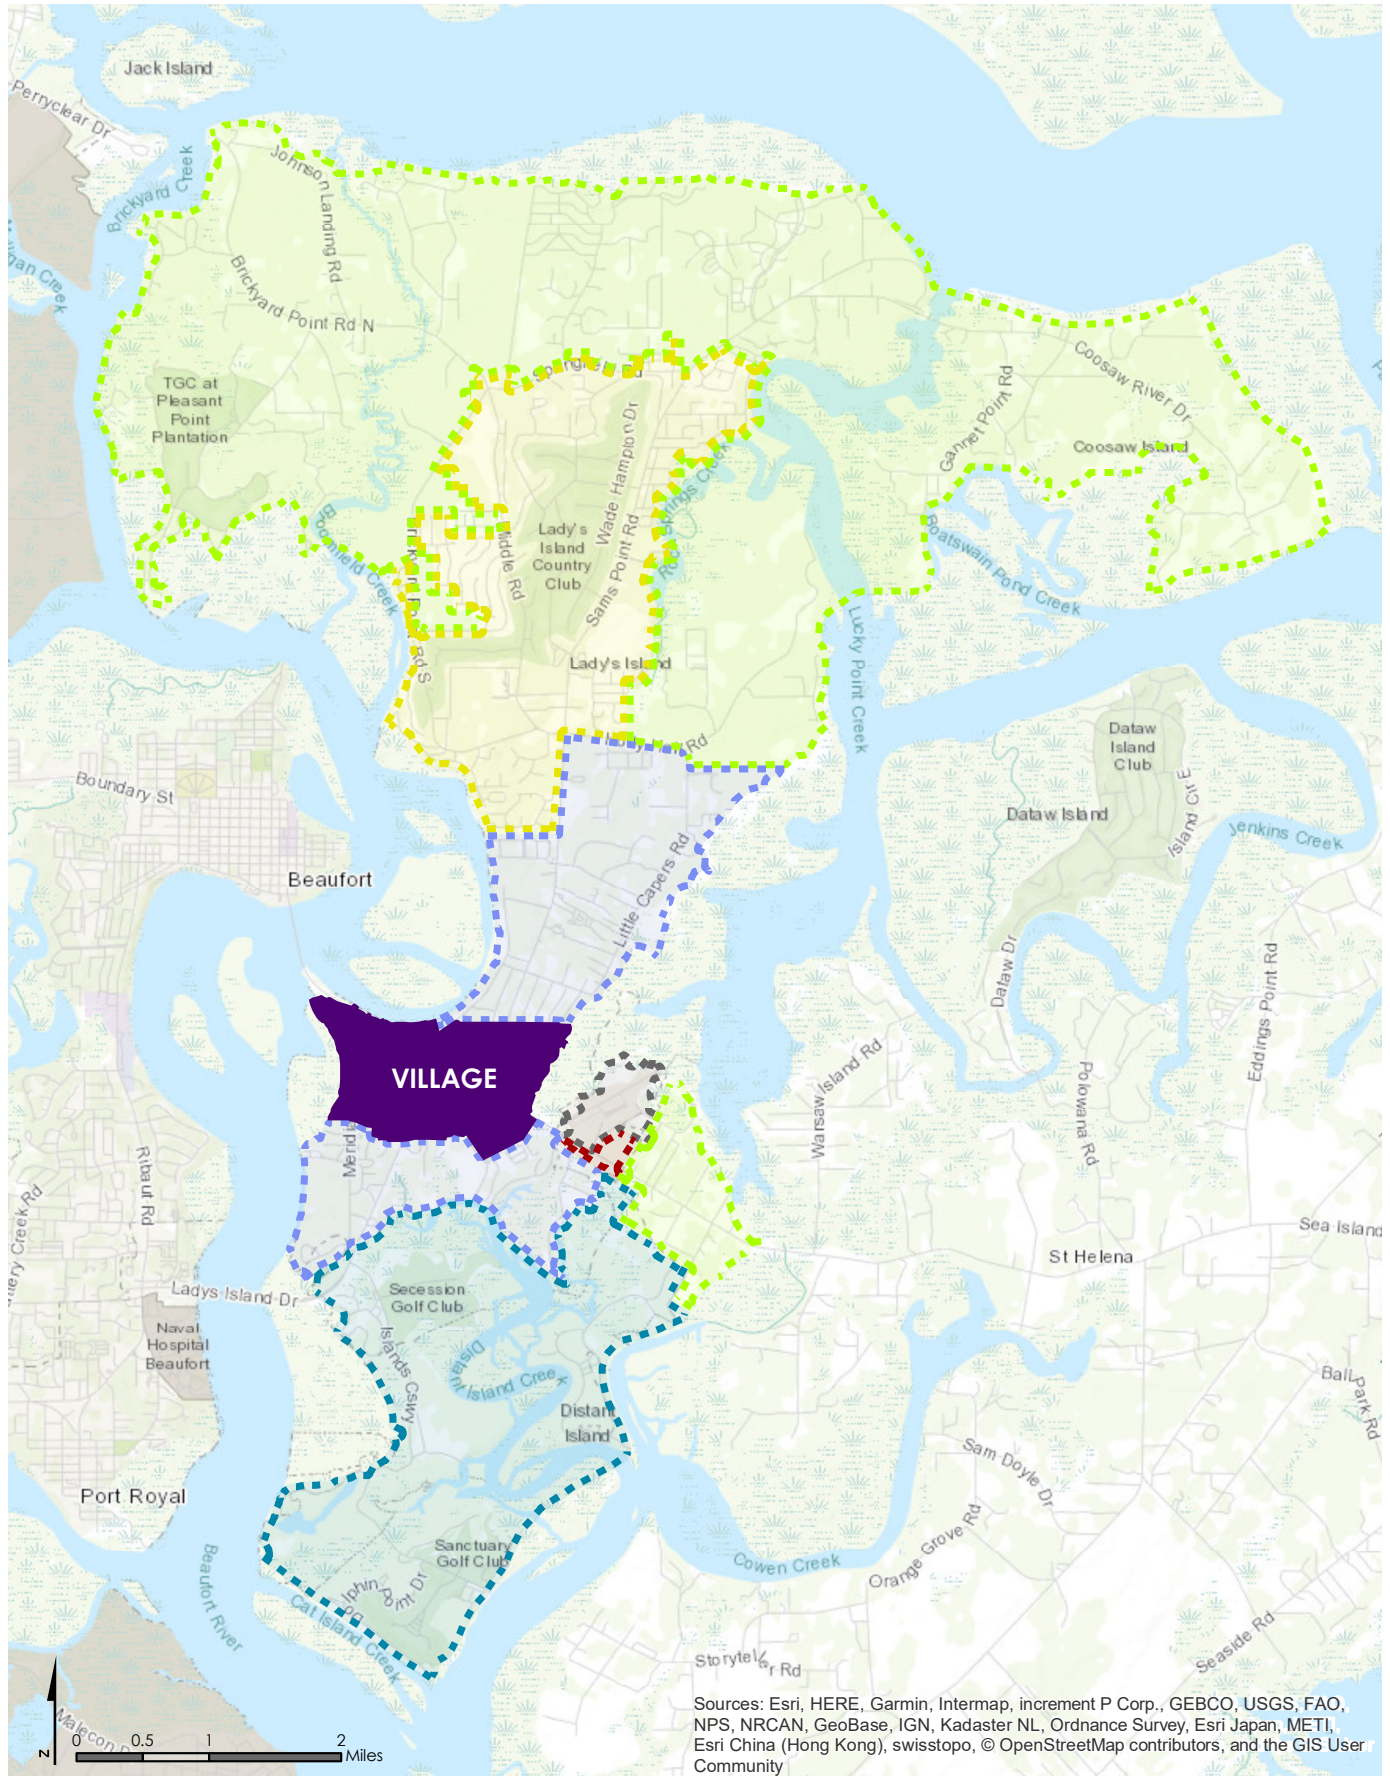 Jack Island
Perryclear Dr
Brickyard Creek
Johnson Landing Rd
Brickyard Point Rd N
TGC at
Pleasant
Point
Plantation
Wade Hampton Dr
Sams Point Rd
Lady's
Island
Country
Club
Gannet Point Rd
Coosaw River Dr
Coosaw Island
Boatswain Pond Creek
Lucky Point Creek
Lady's Island
Rd S
Boundary St
Beaufort
Little Capers Rd
Dataw
Island
Club
Dataw Island
Island Cir E
Jenkins Creek
Dataw Dr
Eddings Point Rd
VILLAGE
Warsaw Island Rd
Polowana Rd
Ribaut Rd
Sea Island
St Helena
Ladys Island Dr
Naval
Hospital
Beaufort
Secession
Golf Club
Islands Cswy
Island Creek
Distant
Island
Ball Park Rd
Sam Doyle Dr
Port Royal
Orange Grove Rd
Sanctuary
Golf Club
Cowen Creek
Beaufort River
Cat Island Creek
Seaside Rd
Storyteller Rd
Sources: Esri, HERE, Garmin, Intermap, increment P Corp., GEBCO, USGS, FAO,
NPS, NRCAN, GeoBase, IGN, Kadaster NL, Ordnance Survey, Esri Japan, METI,
Esri China (Hong Kong), swisstopo, © OpenStreetMap contributors, and the GIS User
Community
N
0 0.5 1 2
Miles